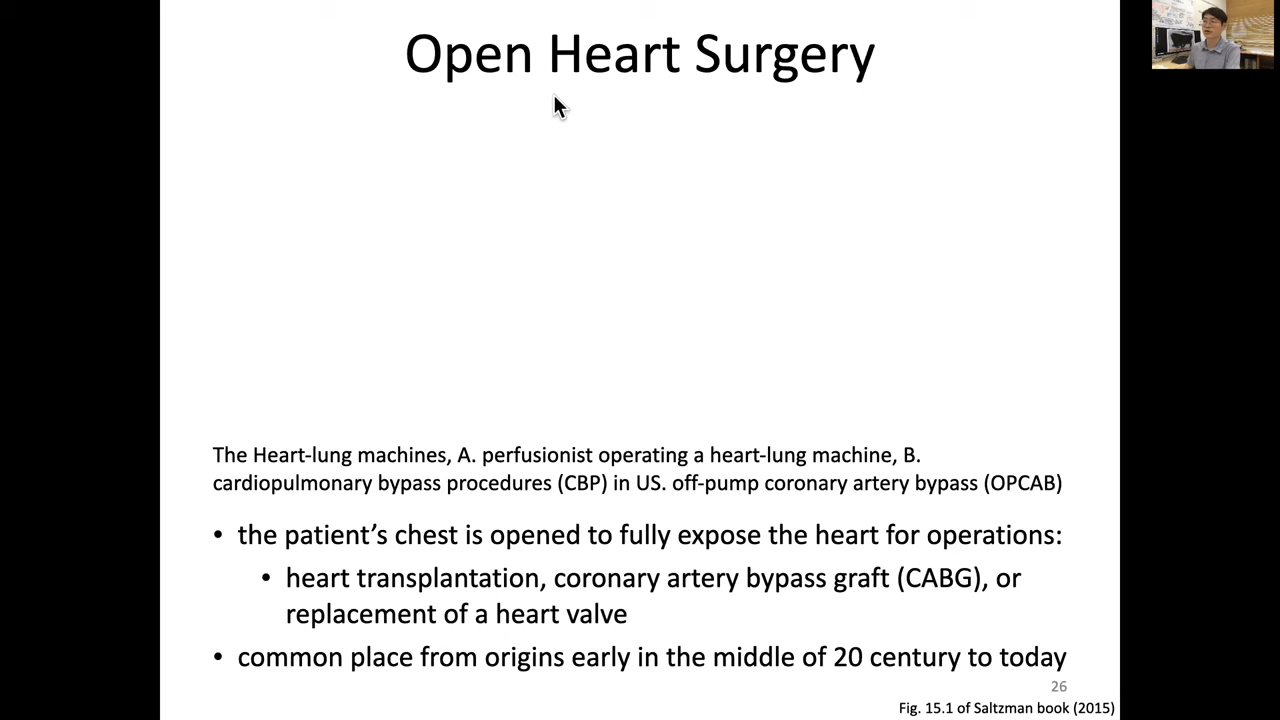 Open Heart Surgery
The Heart-lung machines, A. perfusionist operating a heart-lung machine, B.
cardiopulmonary bypass procedures (CBP) in US. off-pump coronary artery bypass (OPCAB)
• the patient’s chest is opened to fully expose the heart for operations:
• heart transplantation, coronary artery bypass graft (CABG), or
replacement of a heart valve
• common place from origins early in the middle of 20 century to today
26
Fig. 15.1 of Saltzman book (2015)